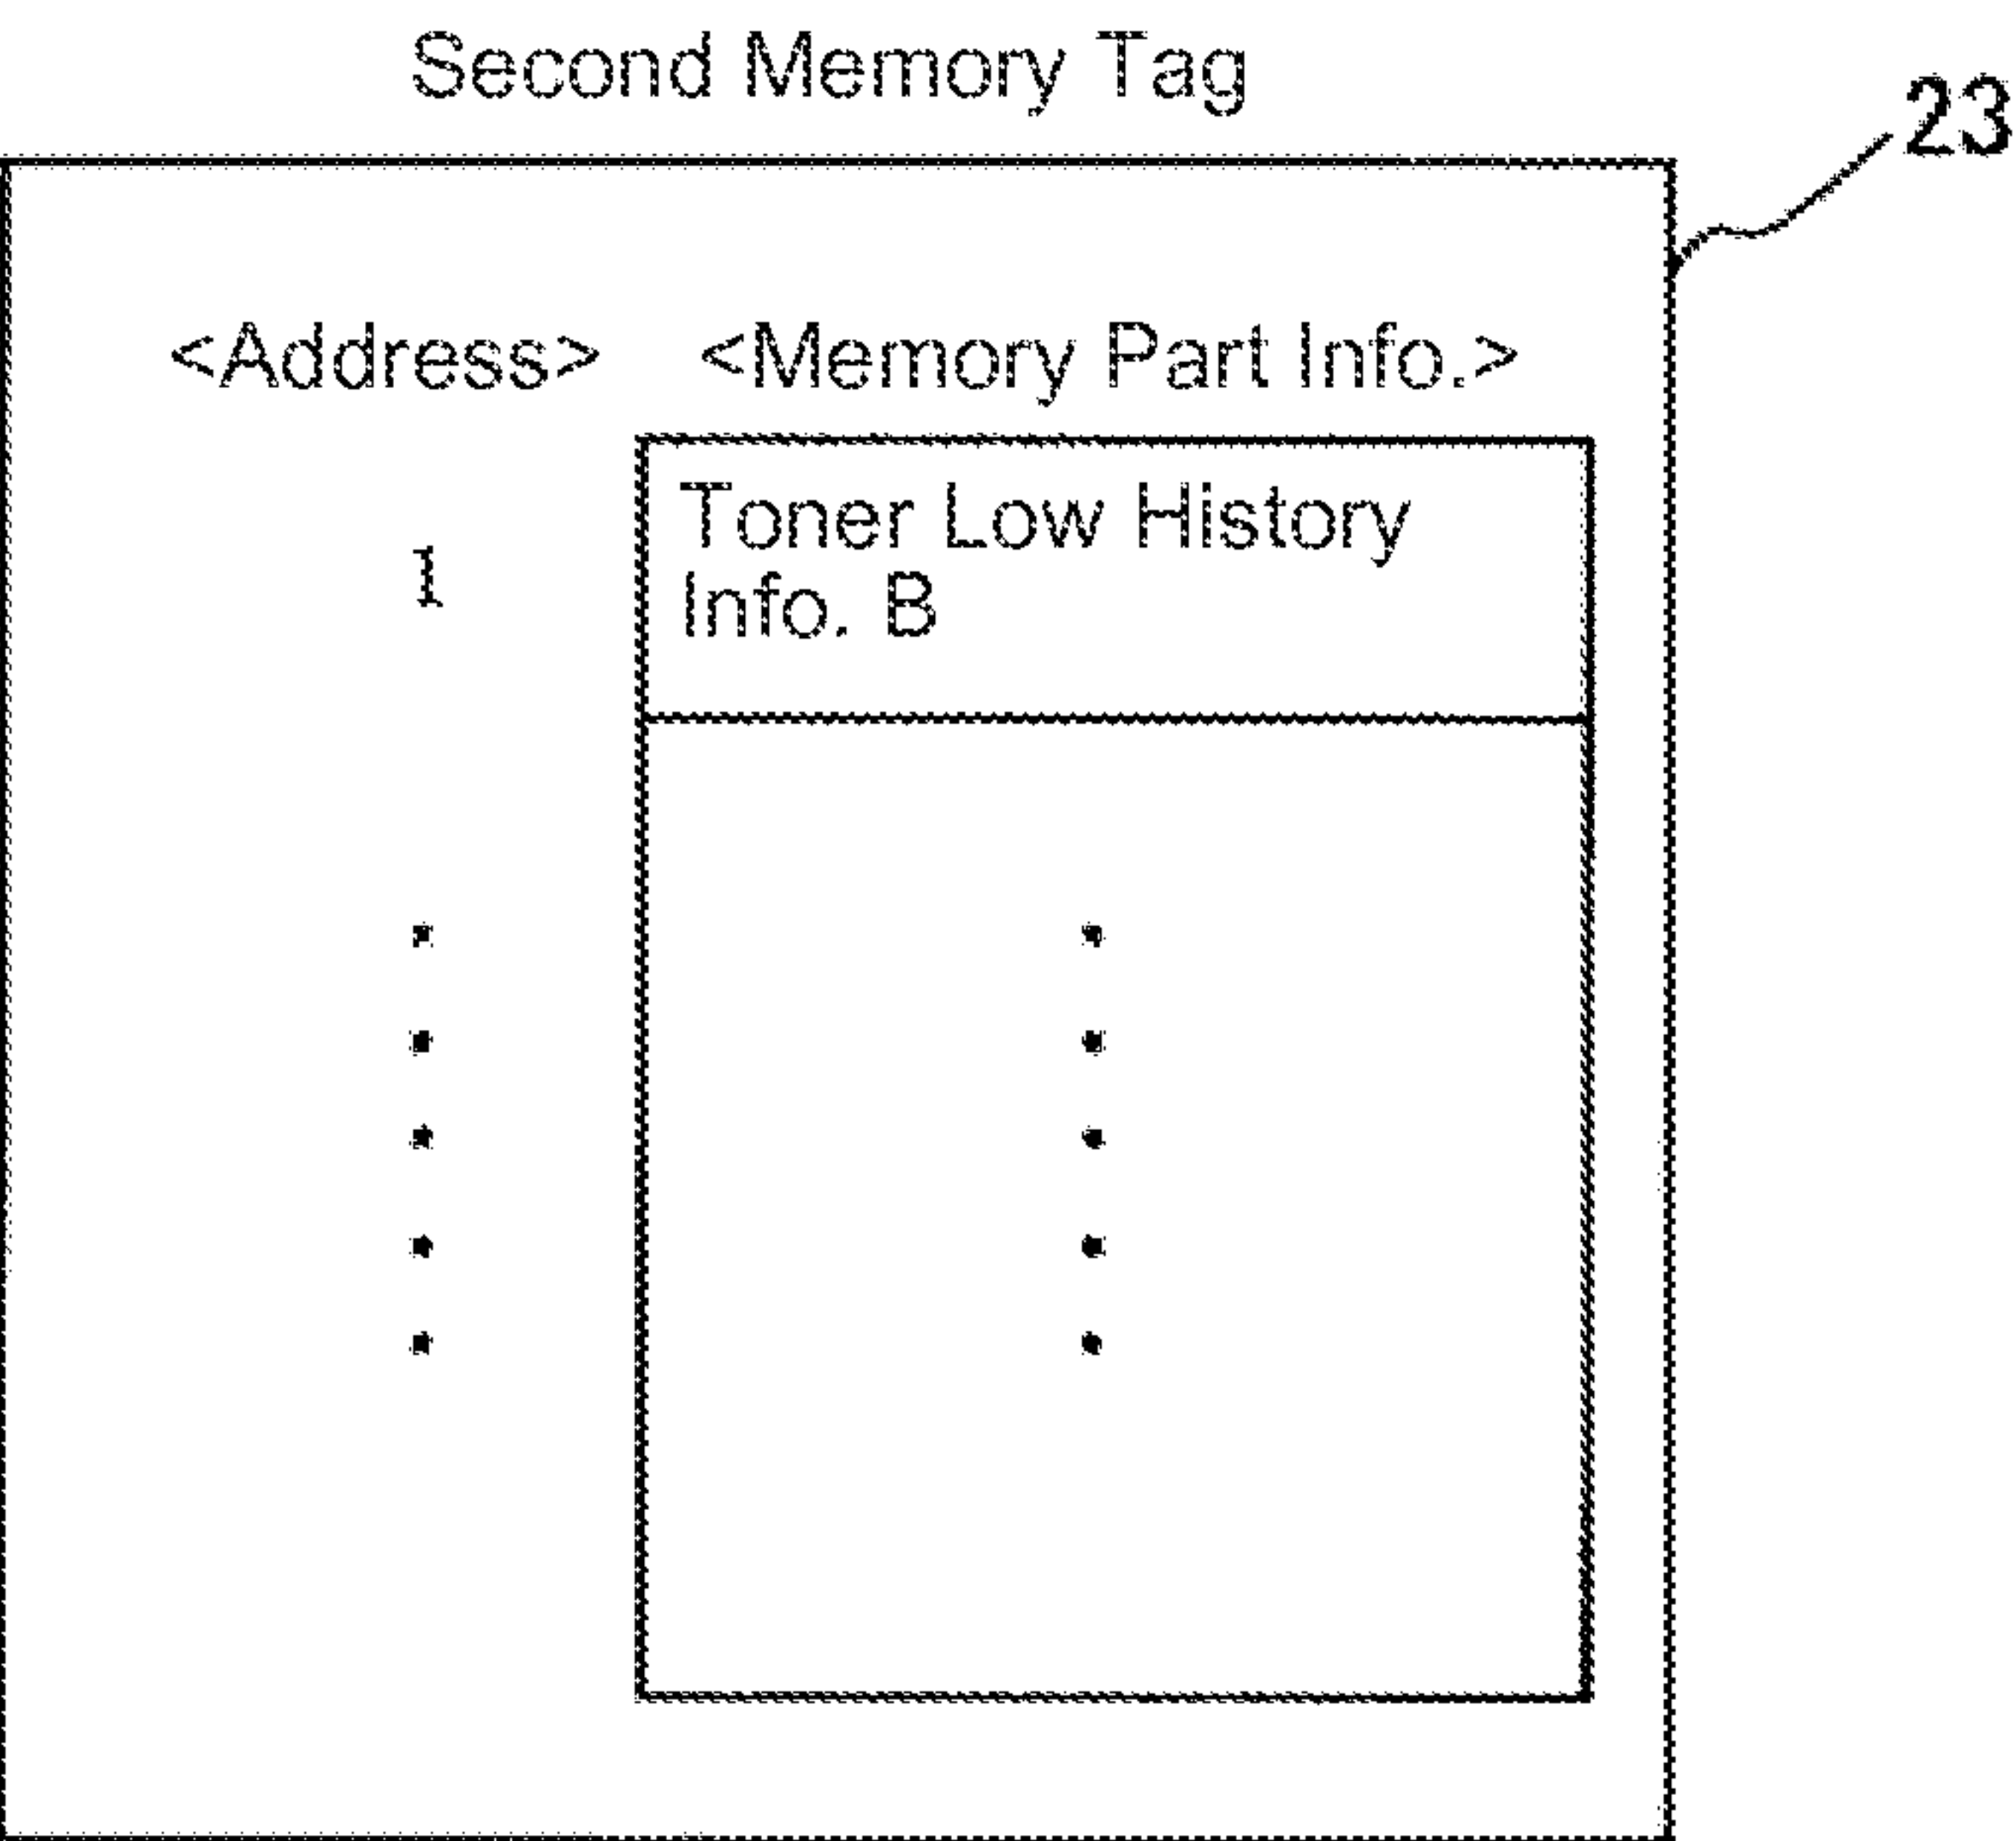 Second Memory Tag
23
<Address> <Memory Part Info.>
1
Toner Low History
Info. B